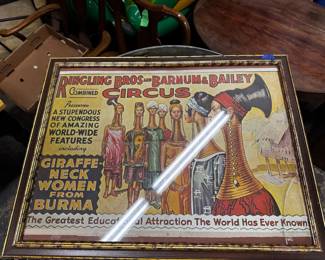 RINGLING BROS AND BARNUM & BAILEY
COMBINED CIRCUS
Presents
A STUPENDOUS
NEW CONGRESS
OF AMAZING
WORLD-WIDE
FEATURES
including
GIRAFFE-
NECK
WOMEN
FROM
BURMA
The Greatest Educational Attraction The World Has Ever Known